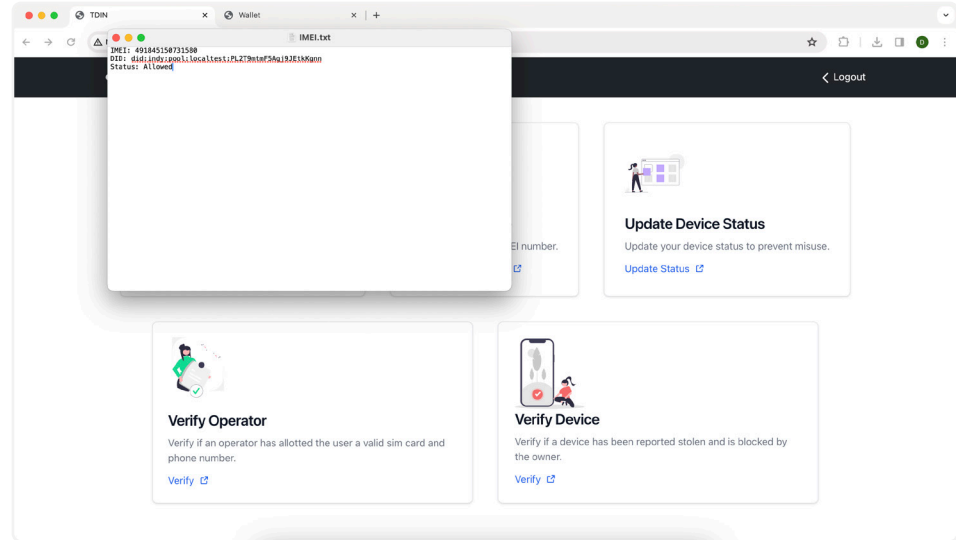 TDIN
Wallet
IMEI.txt
IMEI: 491845150731580
DID: did:indy:pool:localtest:PL2T9mtmF5Agj9JEtkKgnn
Status: Allowed
D
Logout
EI number.
Update Device Status
Update your device status to prevent misuse.
Update Status
Verify Operator
Verify if an operator has allotted the user a valid sim card and
phone number.
Verify
Verify Device
Verify if a device has been reported stolen and is blocked by
the owner.
Verify